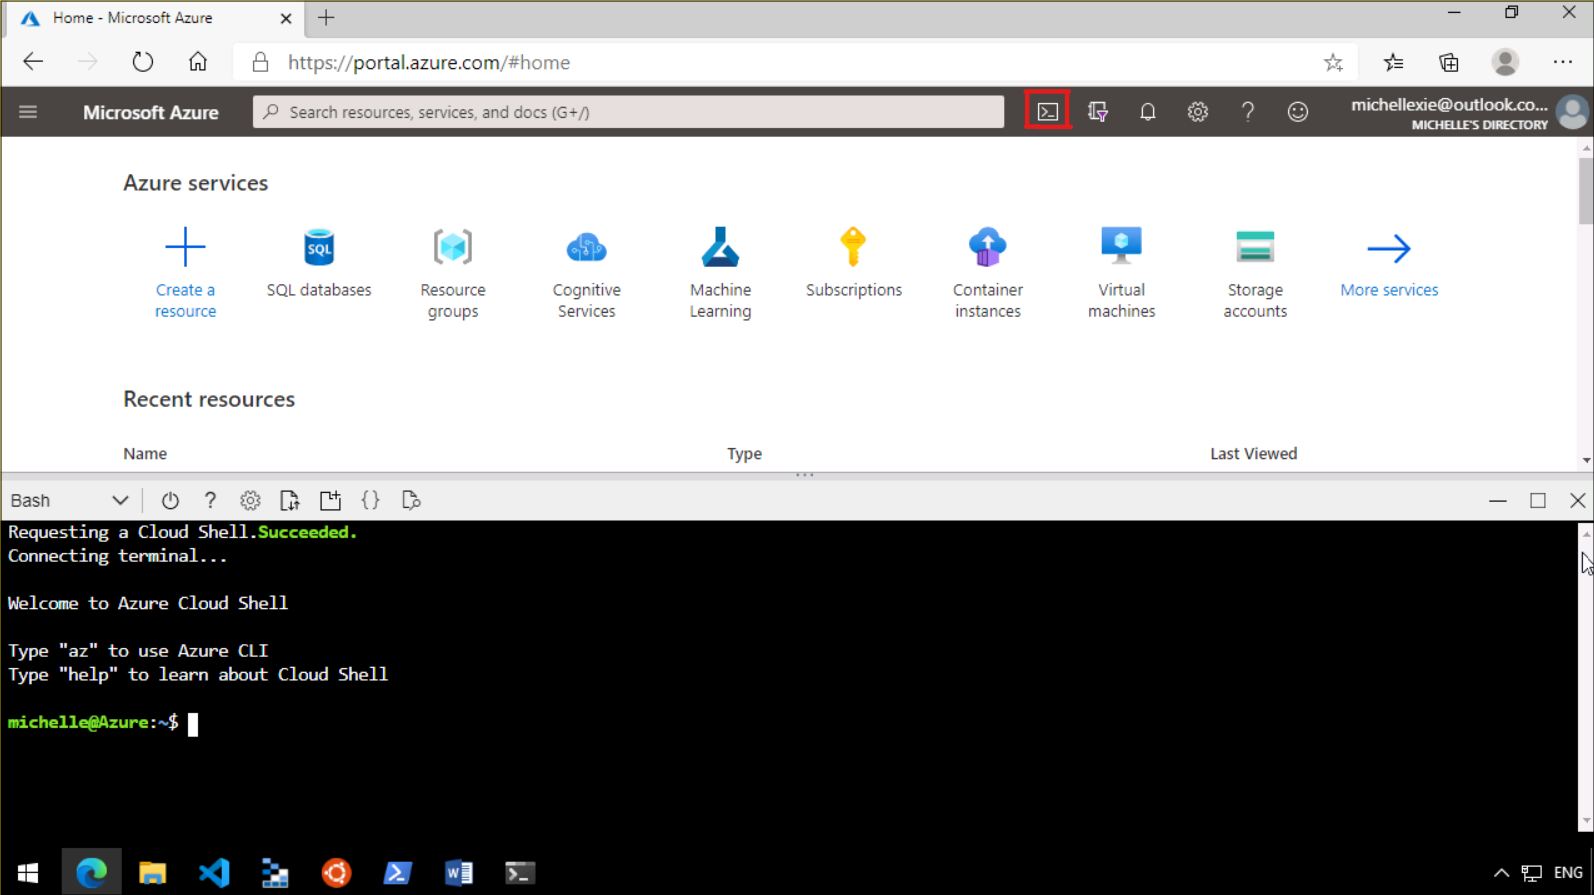 Home - Microsoft Azure
https://portal.azure.com/#home
Microsoft Azure
Search resources, services, and docs (G+/)
michellexie@outlook.co...
MICHELLE'S DIRECTORY
Azure services
Create a
resource
SQL
SQL databases
Resource
groups
Cognitive
Services
Machine
Learning
Subscriptions
Container
instances
Virtual
machines
Storage
accounts
More services
Recent resources
Name Type Last Viewed
Bash
Requesting a Cloud Shell.Succeeded.
Connecting terminal...
Welcome to Azure Cloud Shell
Type "az" to use Azure CLI
Type "help" to learn about Cloud Shell
michelle@Azure:~$
ENG